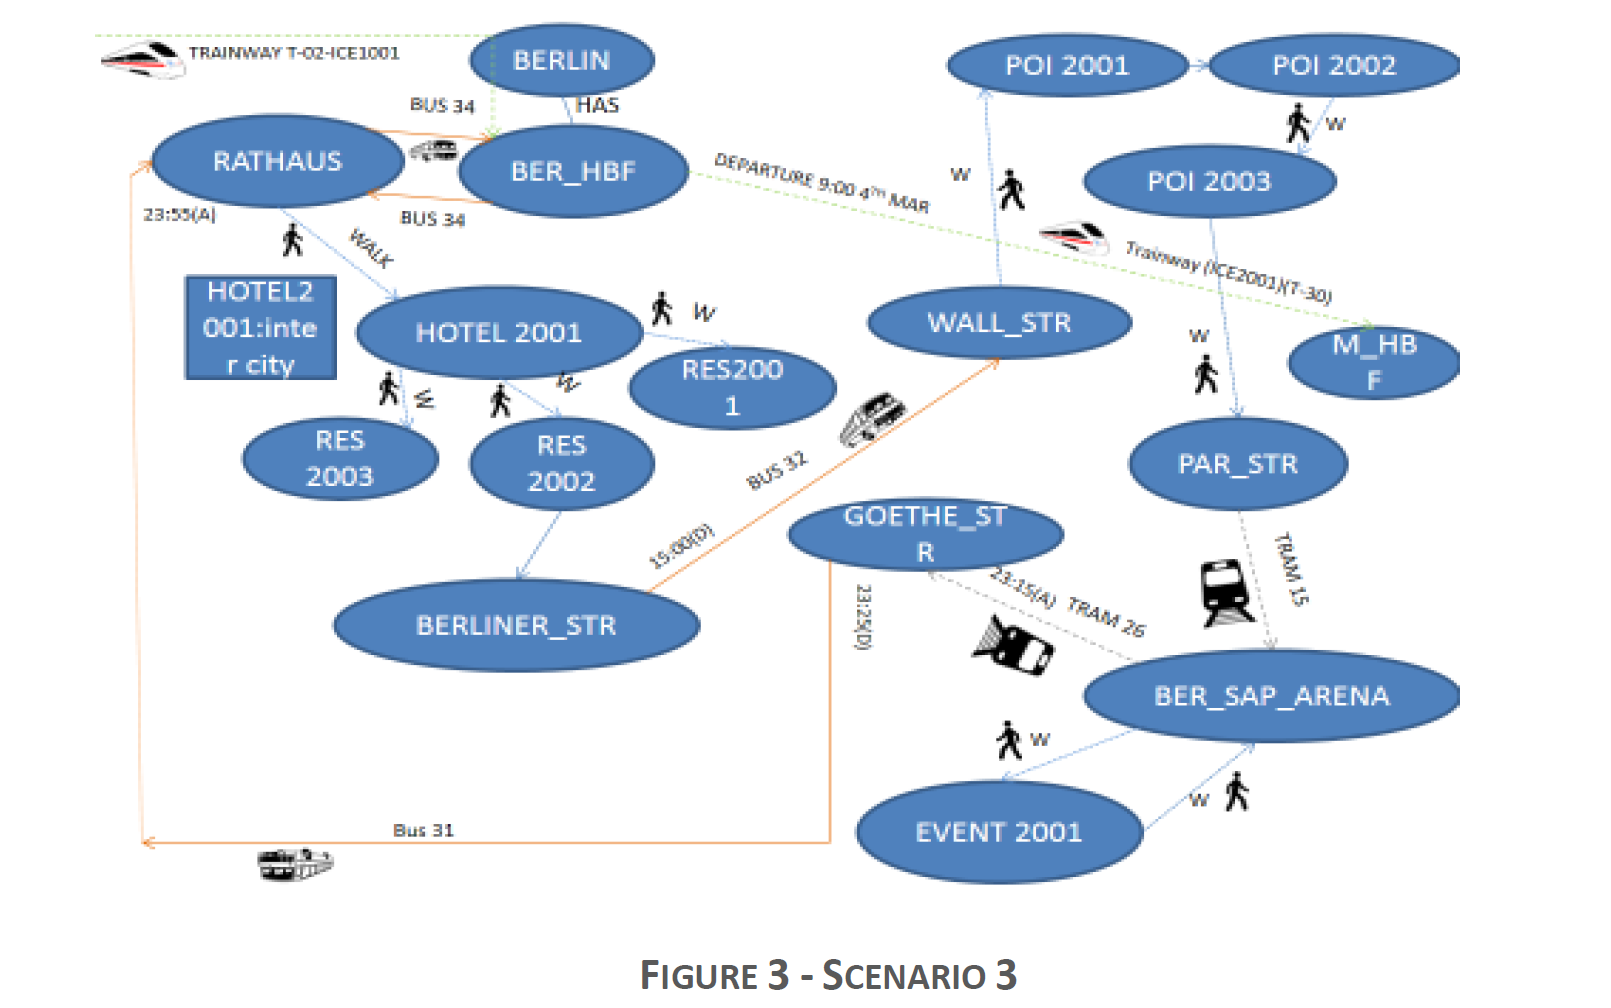 TRAINWAY T-02-ICE1001
BERLIN
POI 2001
POI 2002
BUS 34
HAS
W
RATHAUS
BER_HBF
DEPARTURE 9:00 4TH MAR
W
POI 2003
23:55(A)
BUS 34
WALK
Trainway (ICE2001)(T-30)
HOTEL2
001:inte
r city
HOTEL 2001
W
WALL_STR
W
M_HB
F
W
W
RES200
1
RES
2003
RES
2002
BUS 32
PAR_STR
15:00(D)
GOETHE_ST
R
TRAM 15
23:15(A) TRAM 26
23:25(D)
BERLINER_STR
BER_SAP_ARENA
W
W
Bus 31
EVENT 2001
FIGURE 3 - SCENARIO 3